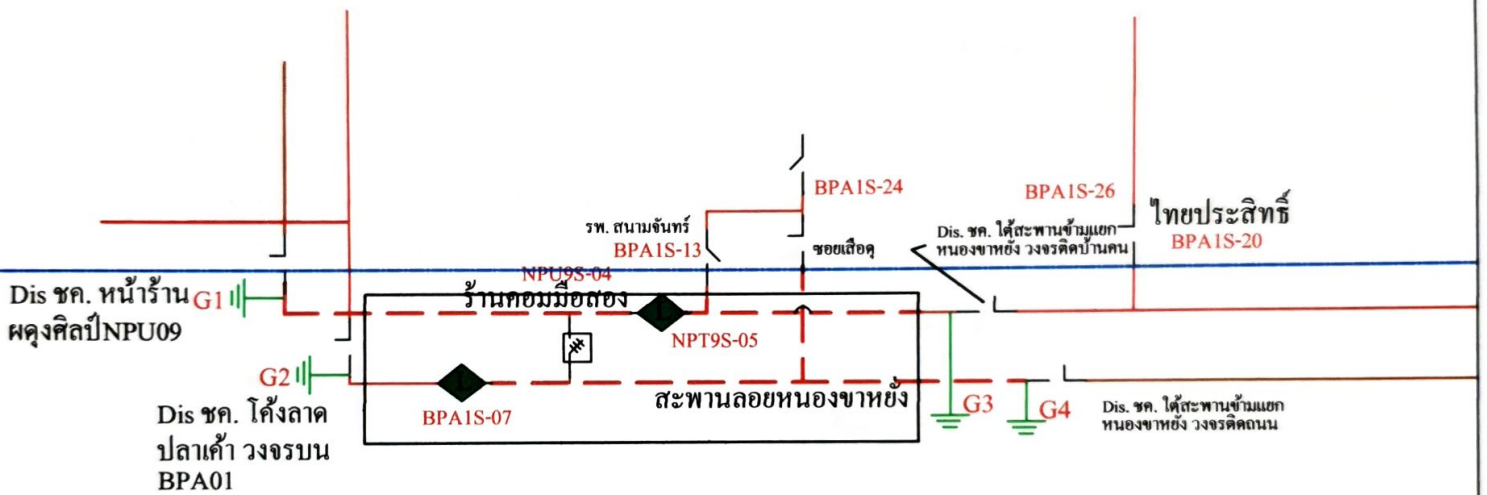 BPA1S-24
BPA1S-26
ไทยประสิทธิ์
BPA1S-20
รพ. สนามจันทร์
BPA1S-13
ซอยเสือดุ
Dis. ชค. ใต้สะพานข้ามแยก
หนองขาหยั่ง วงจรติดบ้านคน
NPU9S-04
ร้านคอมมือสอง
Dis ชค. หน้าร้าน
ผดุงศิลป์NPU09
G1
NPT9S-05
G2
BPA1S-07
สะพานลอยหนองขาหยั่ง
G3
G4
Dis. ชค. ใต้สะพานข้ามแยก
หนองขาหยั่ง วงจรติดถนน
Dis ชค. โค้งลาด
ปลาเค้า วงจรบน
BPA01
L
L